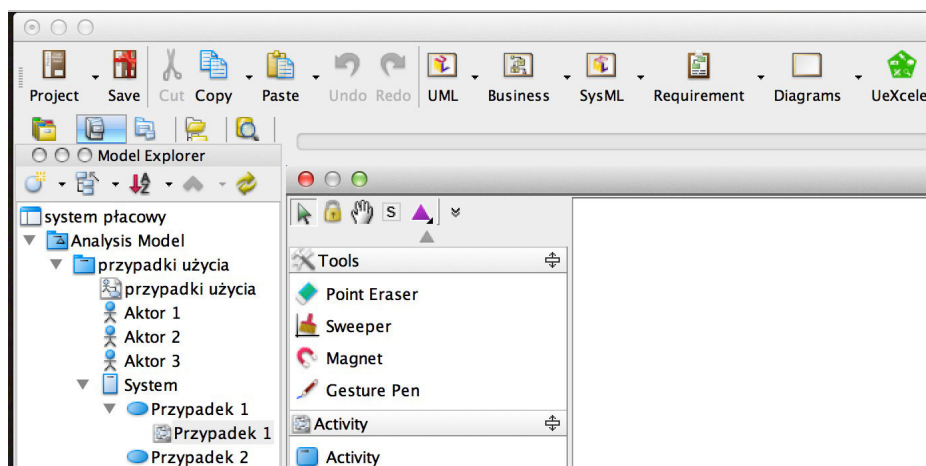 Project Save Cut Copy Paste Undo Redo UML Business SysML Requirement Diagrams UeXcele
Model Explorer
S
system płacowy
Analysis Model
przypadki użycia
przypadki użycia
Aktor 1
Aktor 2
Aktor 3
System
Przypadek 1
Przypadek 1
Przypadek 2
Tools
Point Eraser
Sweeper
Magnet
Gesture Pen
Activity
Activity